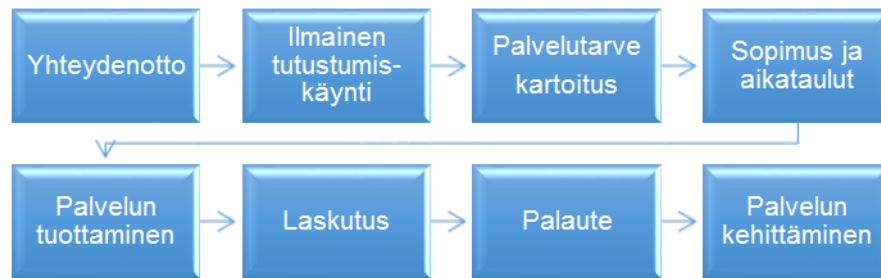 Yhteydenotto
Ilmainen
tutustumis-
käynti
Palvelutarve
kartoitus
Sopimus ja
aikataulut
Palvelun
tuottaminen
Laskutus
Palaute
Palvelun
kehittäminen